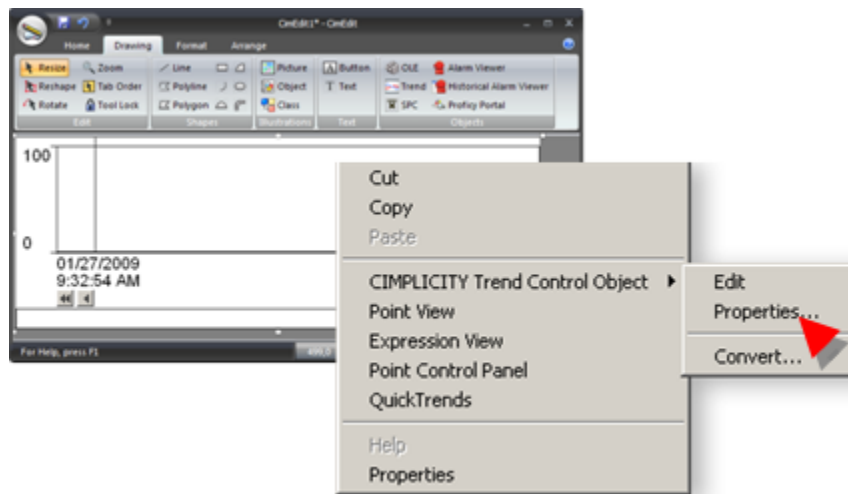 CimEdit1* - CimEdit
Home Drawing Format Arrange
Resize Zoom Line Picture Button OLE Alarm Viewer
Reshape Tab Order Polyline Object T Text Trend Historical Alarm Viewer
Rotate Tool Lock Polygon Class SPC Proficy Portal
Edit Shapes Illustrations Text Objects
100
0
01/27/2009
9:32:54 AM
For Help, press F1
Cut
Copy
Paste
CIMPLICITY Trend Control Object
Point View
Expression View
Point Control Panel
QuickTrends
Help
Properties
Edit
Properties...
Convert...